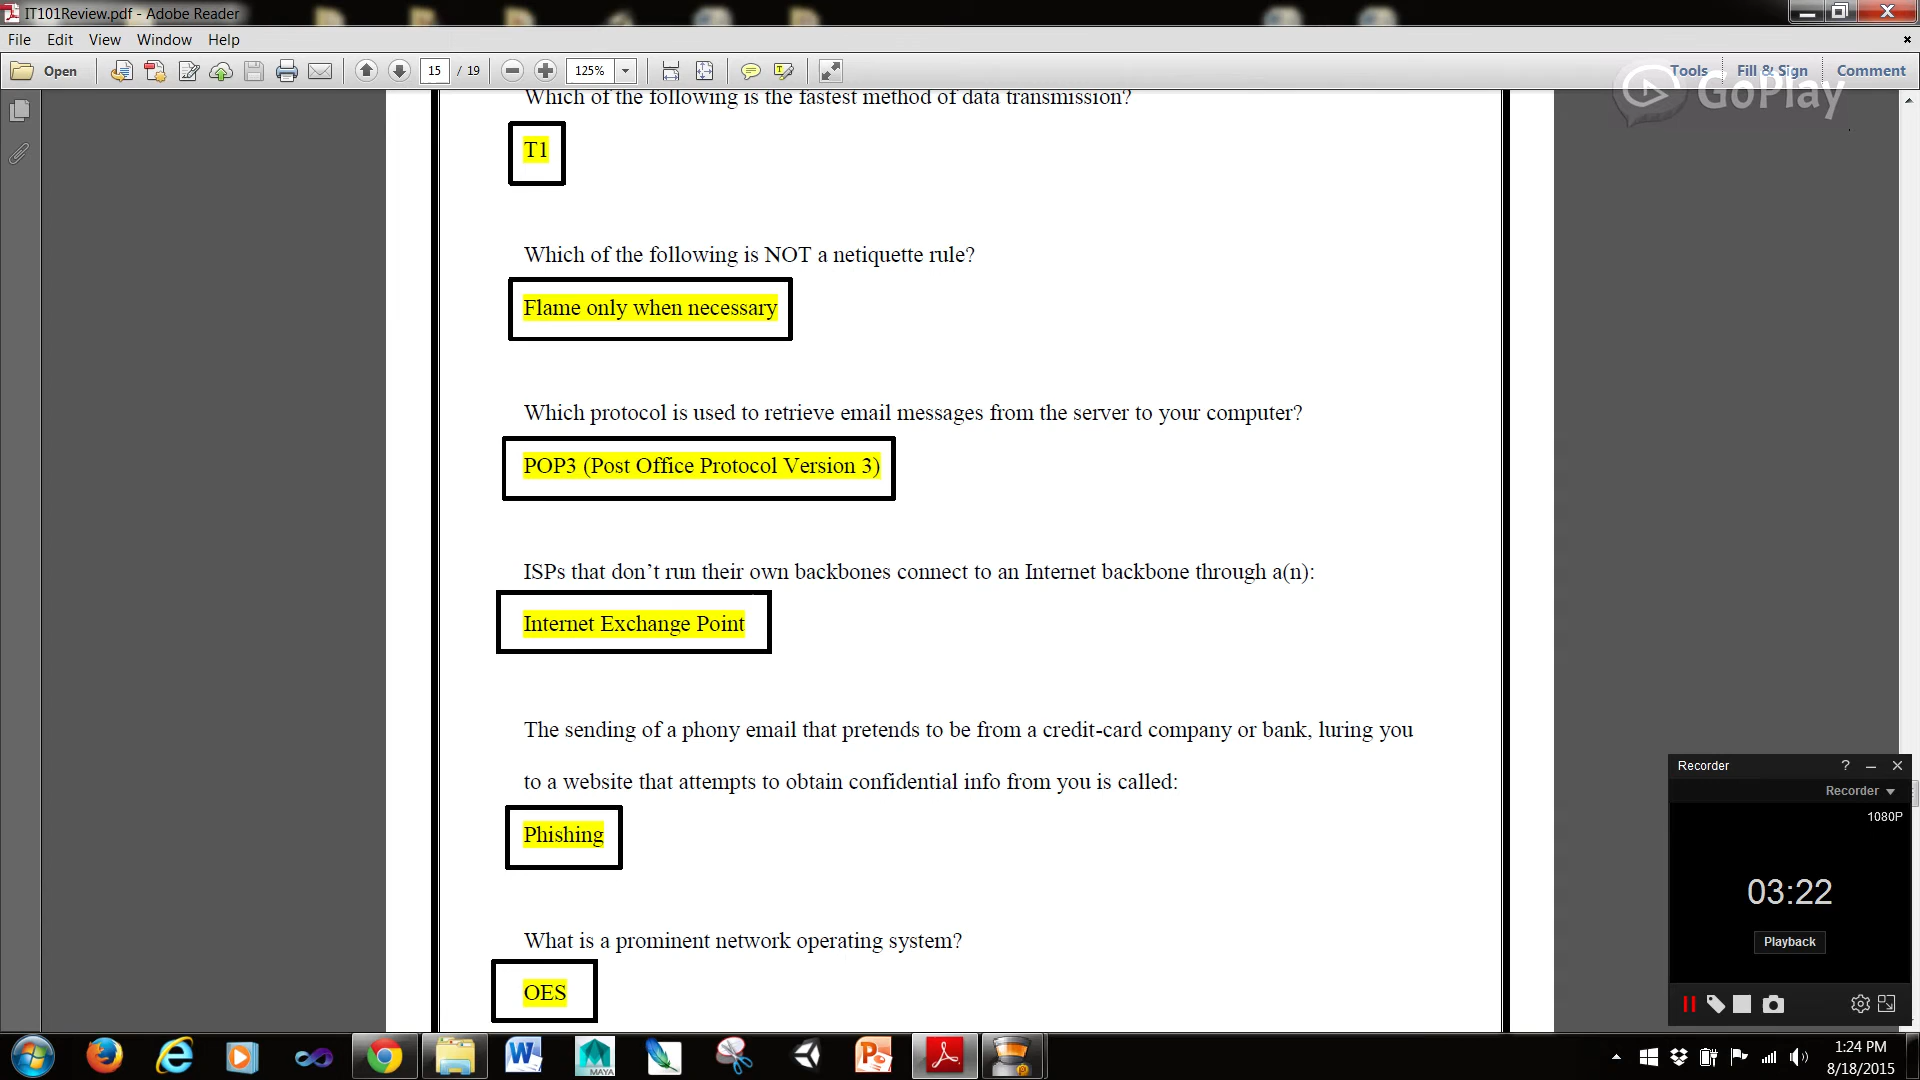 IT101Review.pdf - Adobe Reader
File Edit View Window Help
Open 15 / 19 125% Tools Fill & Sign Comment
GoPlay
Which of the following is the fastest method of data transmission?
T1
Which of the following is NOT a netiquette rule?
Flame only when necessary
Which protocol is used to retrieve email messages from the server to your computer?
POP3 (Post Office Protocol Version 3)
ISPs that don’t run their own backbones connect to an Internet backbone through a(n):
Internet Exchange Point
The sending of a phony email that pretends to be from a credit-card company or bank, luring you
to a website that attempts to obtain confidential info from you is called:
Phishing
What is a prominent network operating system?
OES
Recorder ?
Recorder
1080P
03:22
Playback
MAYA
1:24 PM
8/18/2015